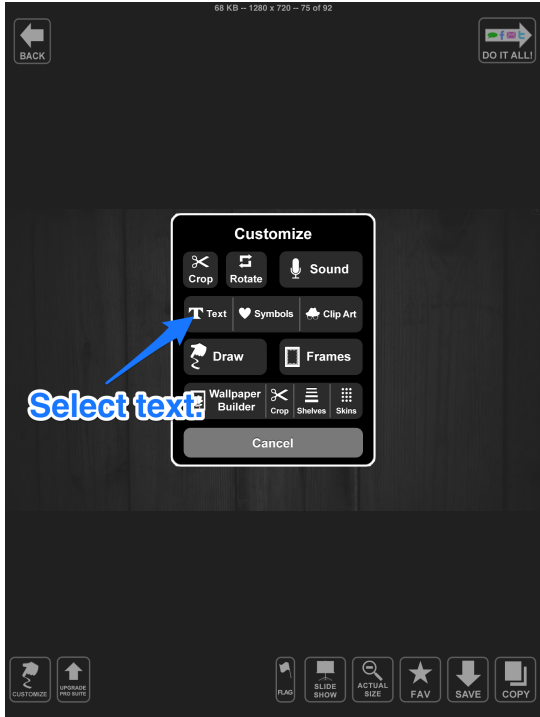 68 KB -- 1280 x 720 -- 75 of 92
BACK
DO IT ALL!
Customize
Crop
Rotate
Sound
Text
Symbols
Clip Art
Draw
Frames
Select text.
Wallpaper
Builder
Crop
Shelves
Skins
Cancel
CUSTOMIZE
UPGRADE
PRO SUITE
FLAG
SLIDE
SHOW
ACTUAL
SIZE
FAV
SAVE
COPY